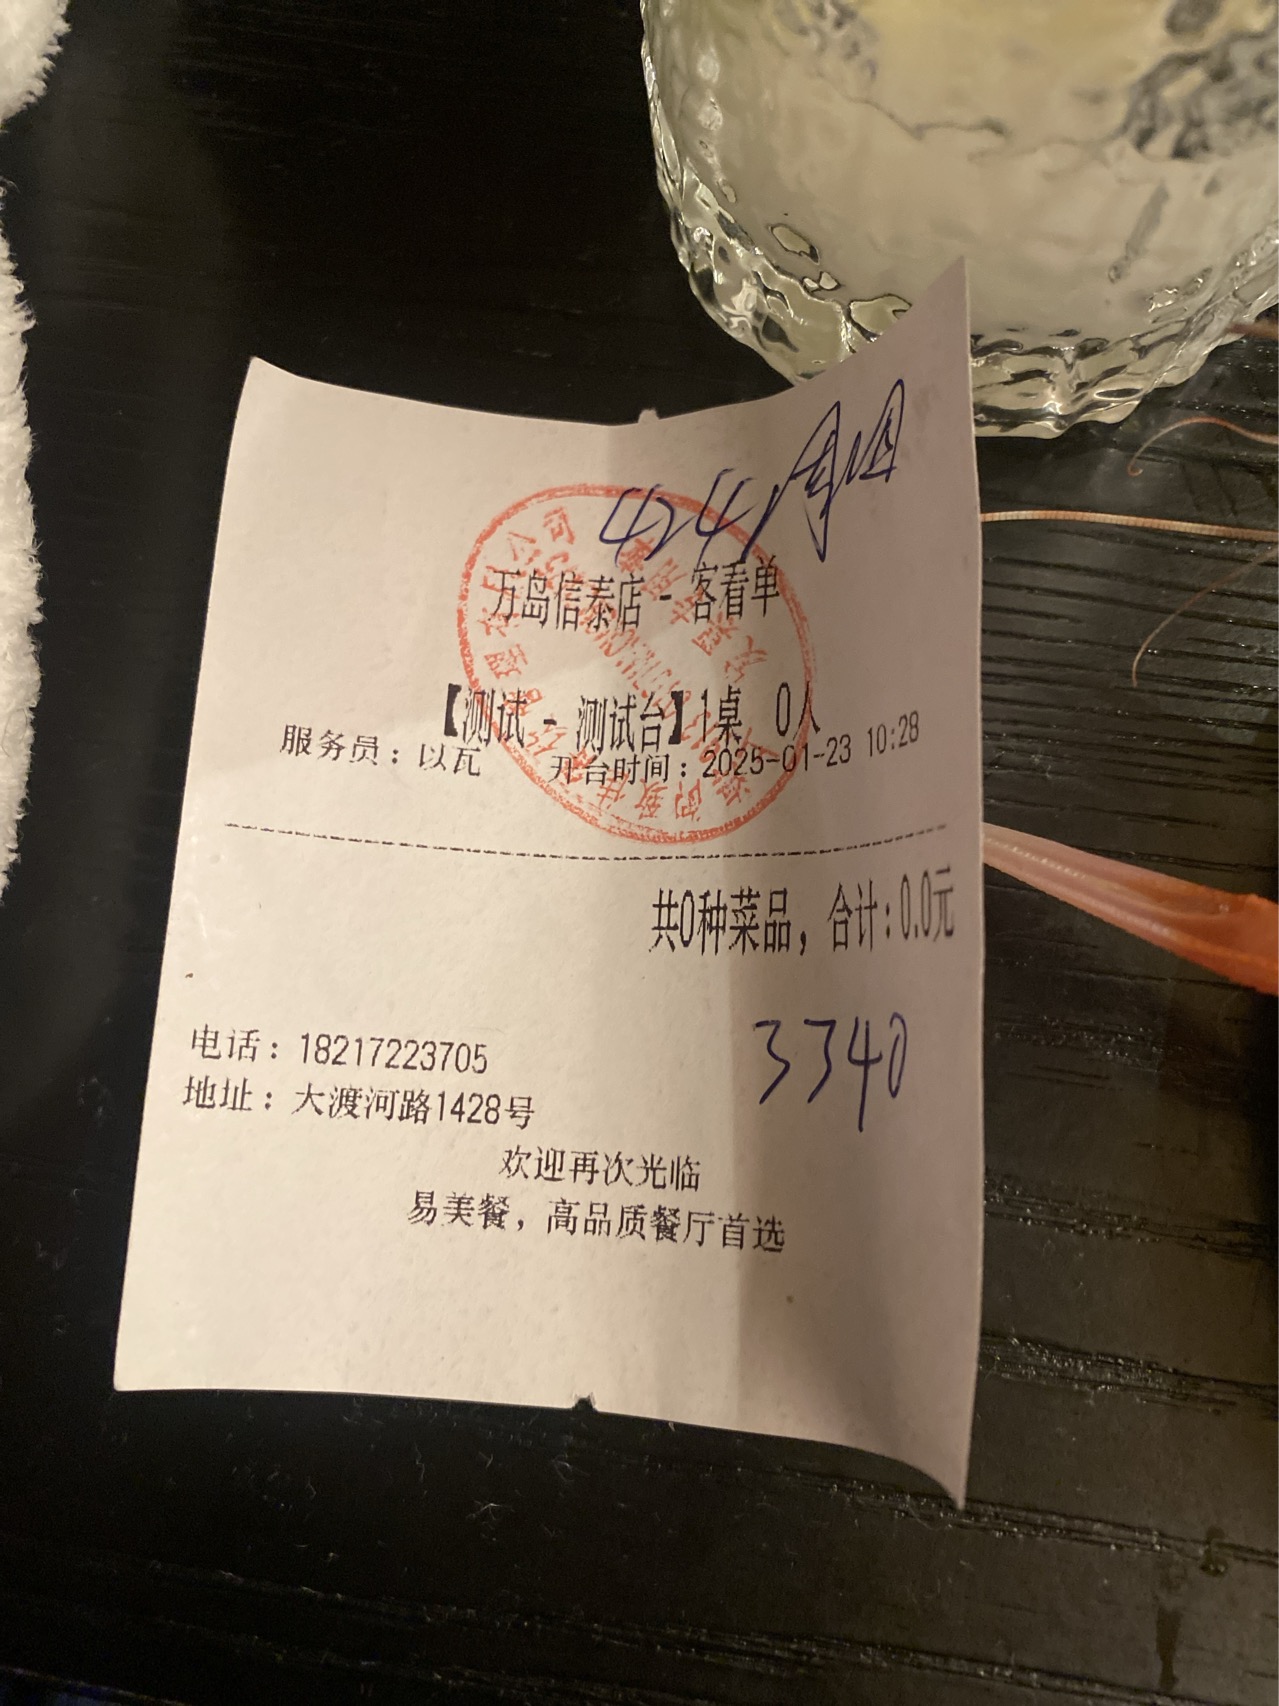 424
万岛信泰店 - 客看单
【测试 - 测试台】1桌 0人
服务员：以瓦 开台时间：2025-01-23 10:28
共0种菜品，合计:0.0元
3340
电话：18217223705
地址：大渡河路1428号
欢迎再次光临
易美餐，高品质餐厅首选